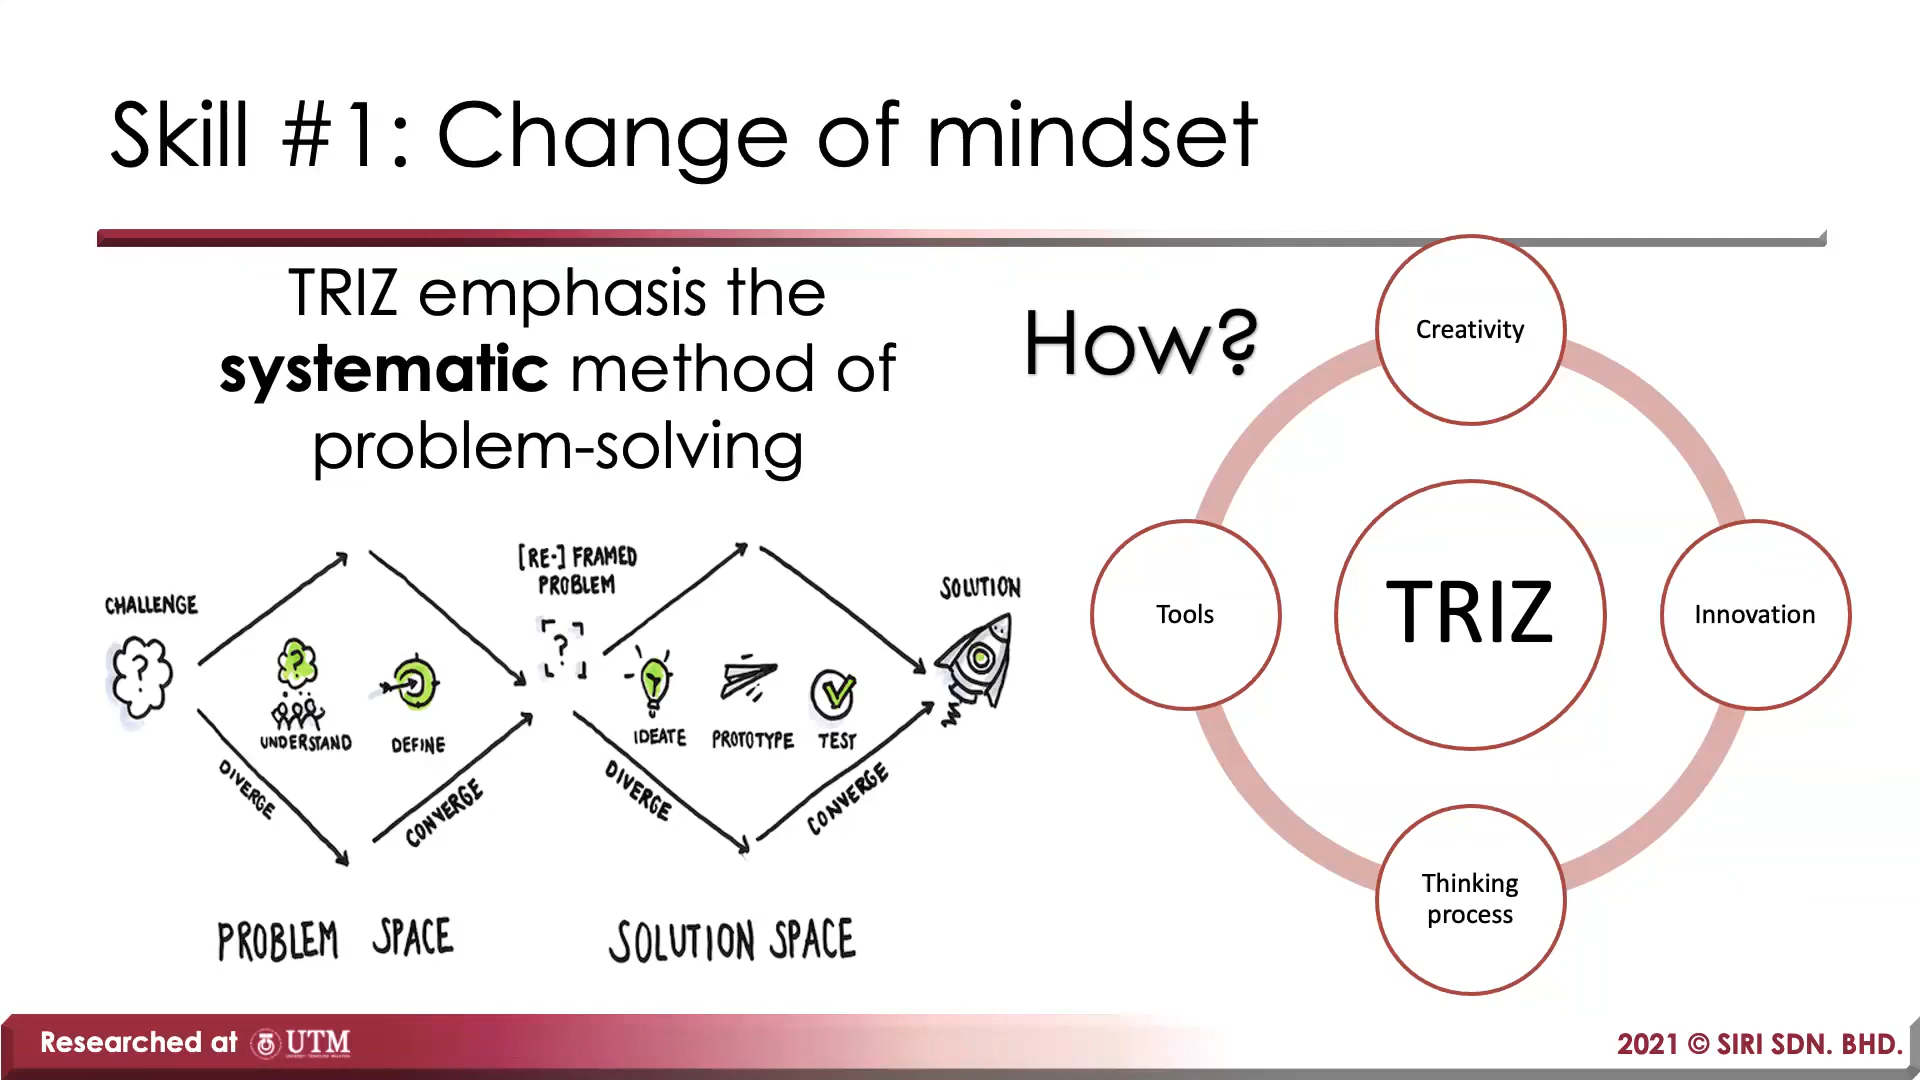 Skill #1: Change of mindset
TRIZ emphasis the
systematic method of
problem-solving
How?
CHALLENGE
?
?
UNDERSTAND
DEFINE
DIVERGE
CONVERGE
[RE-] FRAMED
PROBLEM
?
IDEATE
PROTOTYPE
TEST
DIVERGE
CONVERGE
SOLUTION
PROBLEM SPACE
SOLUTION SPACE
Creativity
Tools
TRIZ
Innovation
Thinking
process
Researched at UTM
2021 © SIRI SDN. BHD.